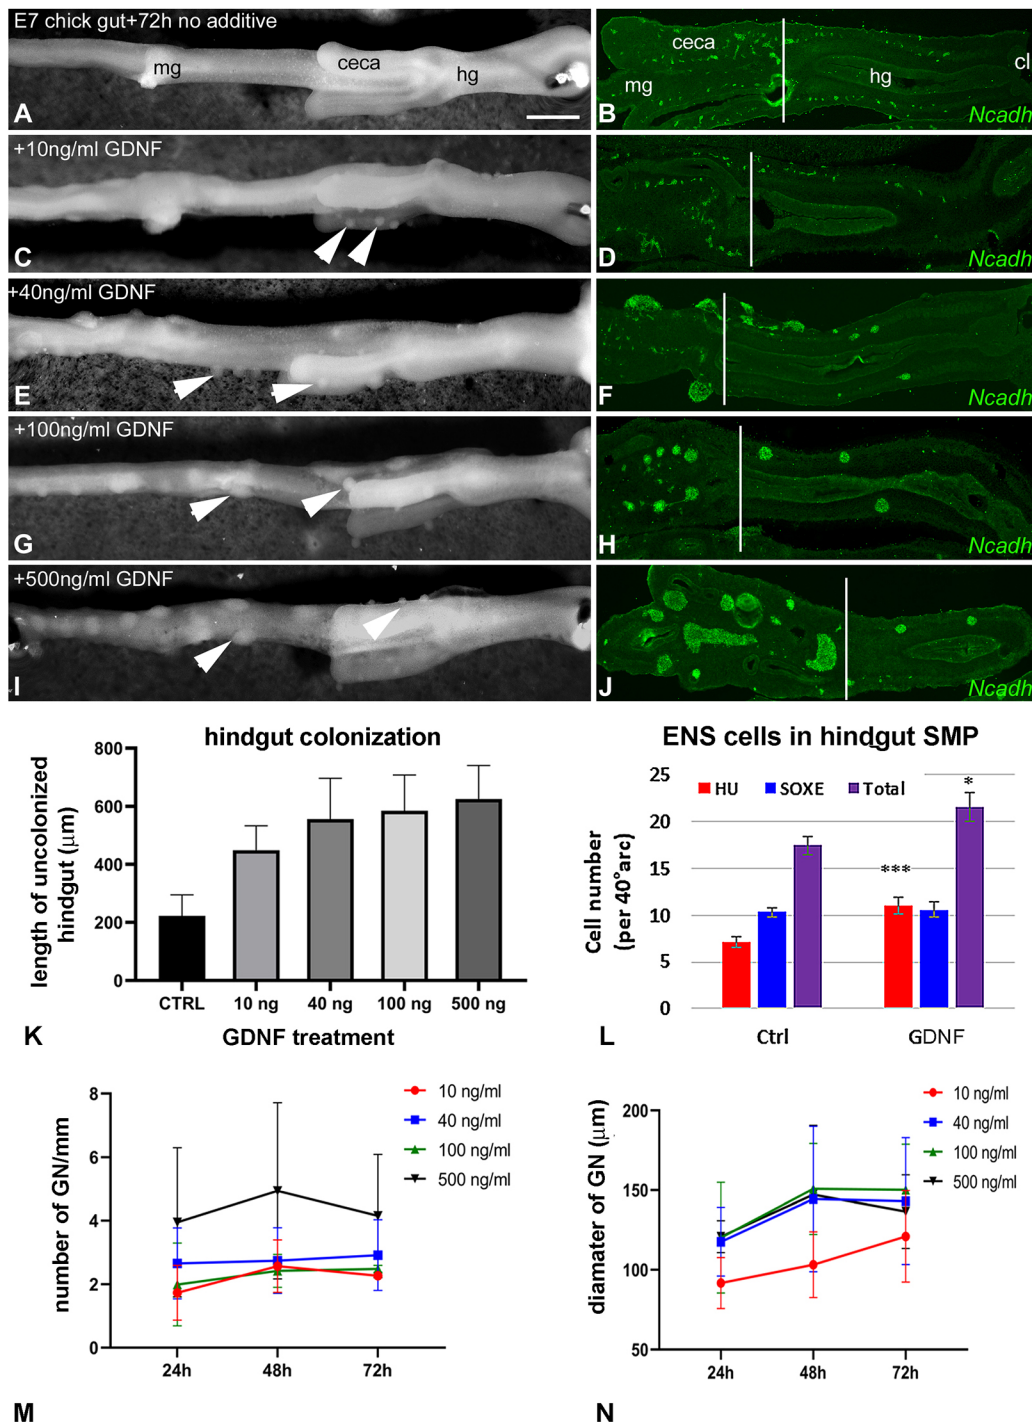 E7 chick gut+72h no additive
mg
ceca
hg
A
ceca
mg
hg
cl
B
Ncadh
+10ng/ml GDNF
C
D
Ncadh
+40ng/ml GDNF
E
F
Ncadh
+100ng/ml GDNF
G
H
Ncadh
+500ng/ml GDNF
I
J
Ncadh
hindgut colonization
length of uncolonized
hindgut (μm)
800
600
400
200
0
CTRL
10 ng
40 ng
100 ng
500 ng
GDNF treatment
K
ENS cells in hindgut SMP
Cell number
(per 40°arc)
HU
SOXE
Total
25
20
15
10
5
0
***
*
Ctrl
GDNF
L
number of GN/mm
8
6
4
2
0
24h
48h
72h
10 ng/ml
40 ng/ml
100 ng/ml
500 ng/ml
M
diamater of GN (μm)
200
150
100
50
24h
48h
72h
10 ng/ml
40 ng/ml
100 ng/ml
500 ng/ml
N